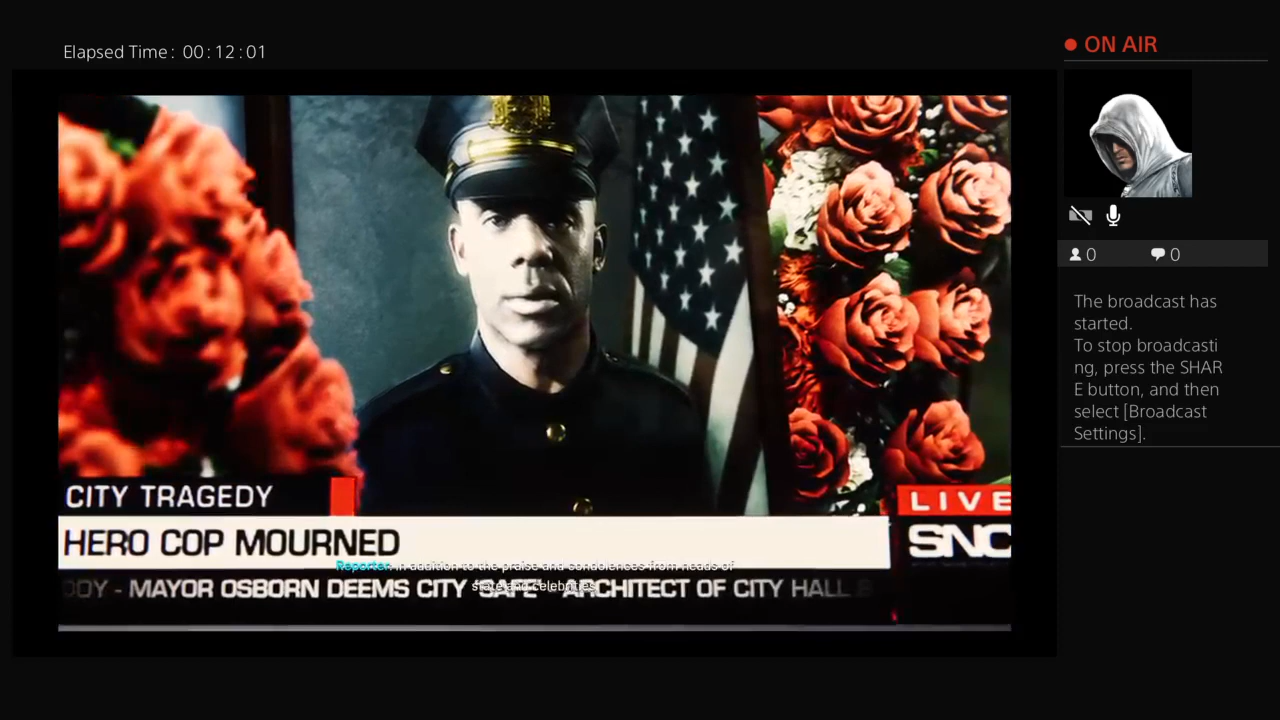 Elapsed Time: 00:12:01
ON AIR
0 0
The broadcast has
started.
To stop broadcasti
ng, press the SHAR
E button, and then
select [Broadcast
Settings].
CITY TRAGEDY
LIVE
HERO COP MOURNED
SNC
Reporter: In addition to the praise and condolences from heads of
state and celebrities
DDY - MAYOR OSBORN DEEMS CITY "SAFE" - ARCHITECT OF CITY HALL